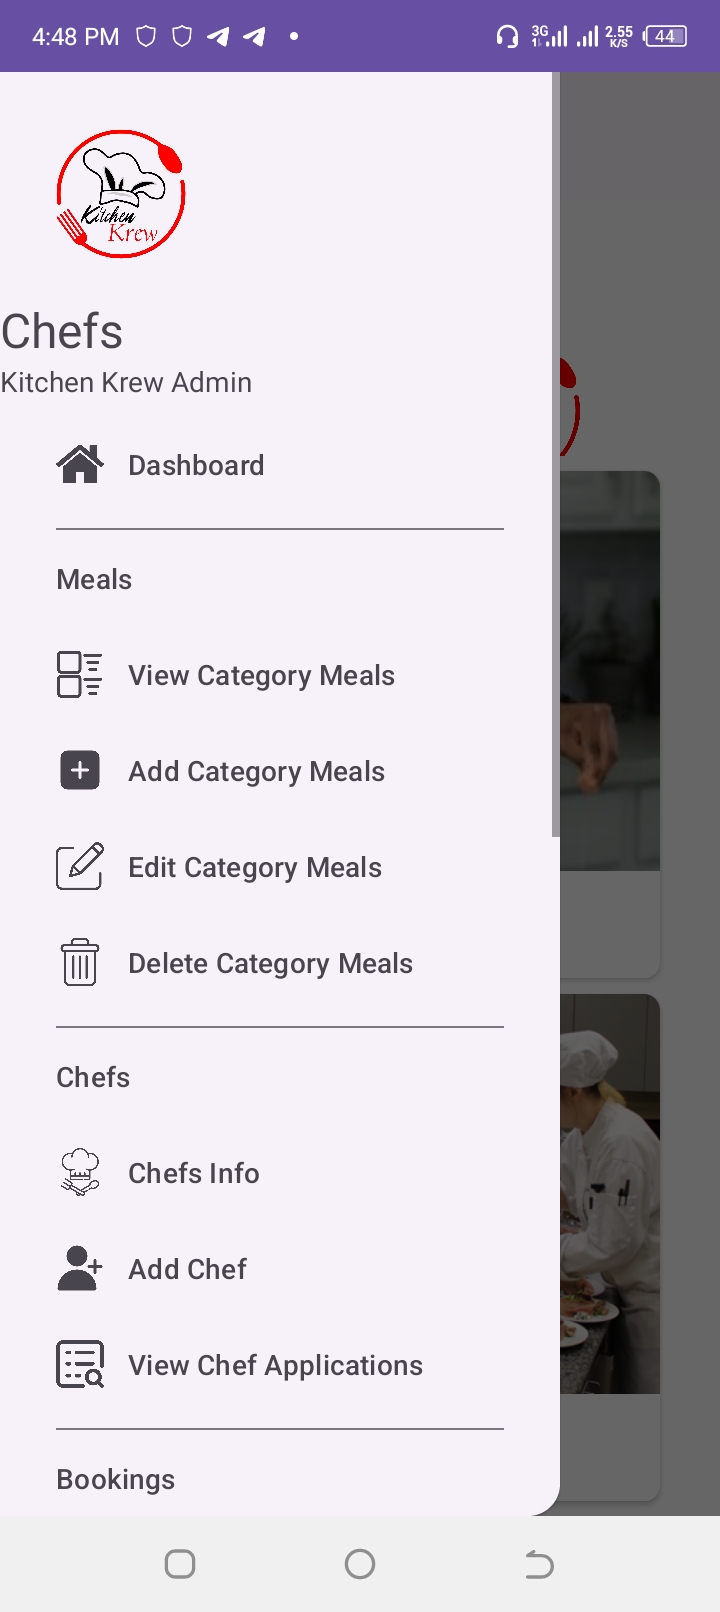 4:48 PM
3G
2.55
K/S
44
Kitchen
Krew
Chefs
Kitchen Krew Admin
Dashboard
Meals
View Category Meals
Add Category Meals
Edit Category Meals
Delete Category Meals
Chefs
Chefs Info
Add Chef
View Chef Applications
Bookings